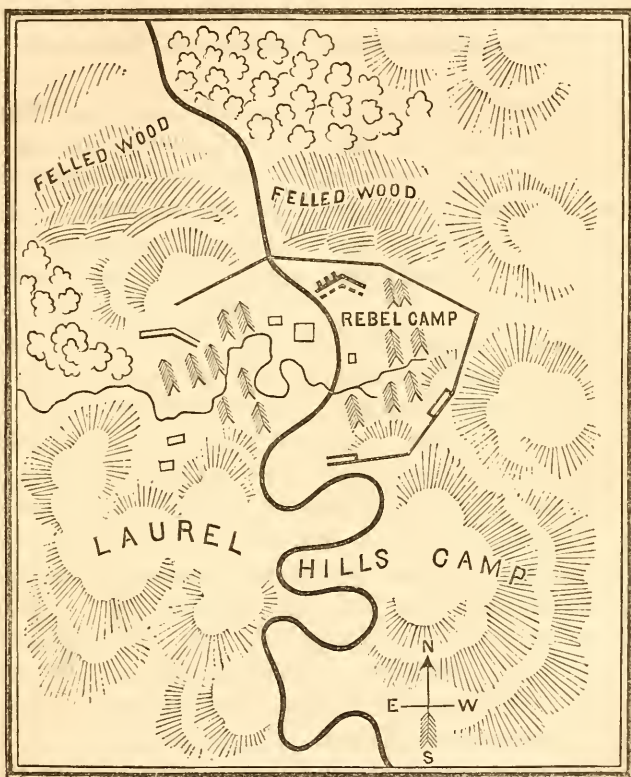 FELLED WOOD
FELLED WOOD
REBEL CAMP
LAUREL HILLS CAMP
N
E W
S